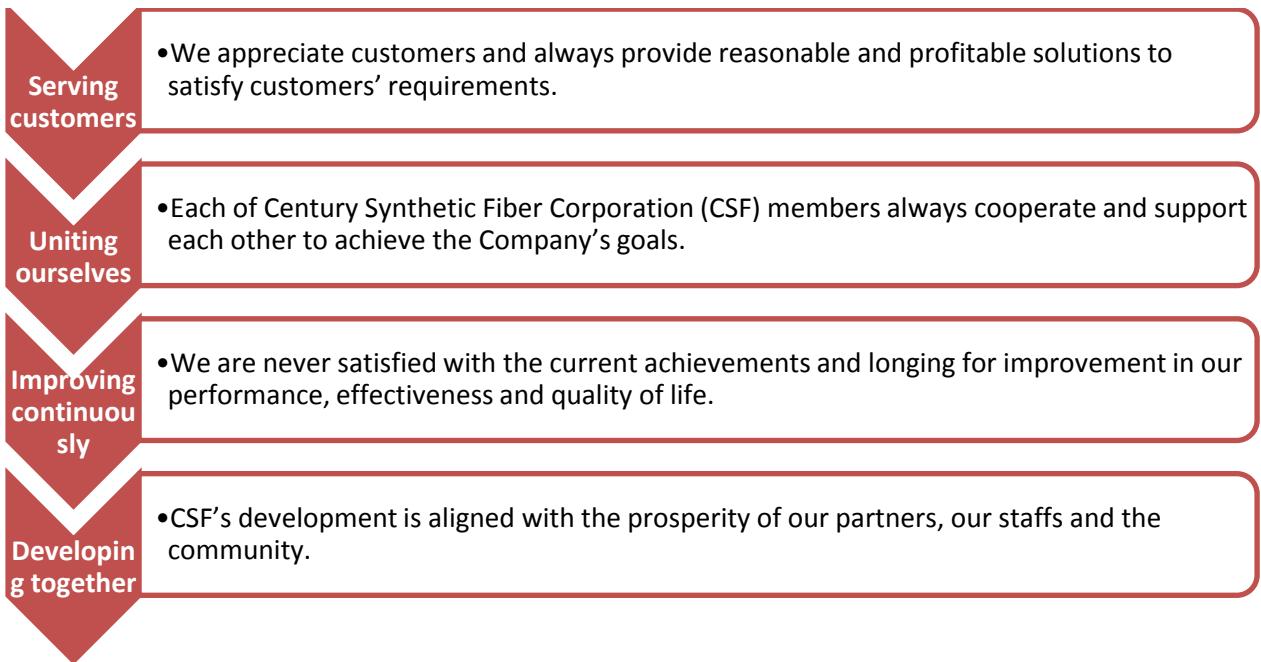 Serving
customers
•We appreciate customers and always provide reasonable and profitable solutions to
satisfy customers’ requirements.
Uniting
ourselves
•Each of Century Synthetic Fiber Corporation (CSF) members always cooperate and support
each other to achieve the Company’s goals.
Improving
continuou
sly
•We are never satisfied with the current achievements and longing for improvement in our
performance, effectiveness and quality of life.
Developin
g together
•CSF’s development is aligned with the prosperity of our partners, our staffs and the
community.